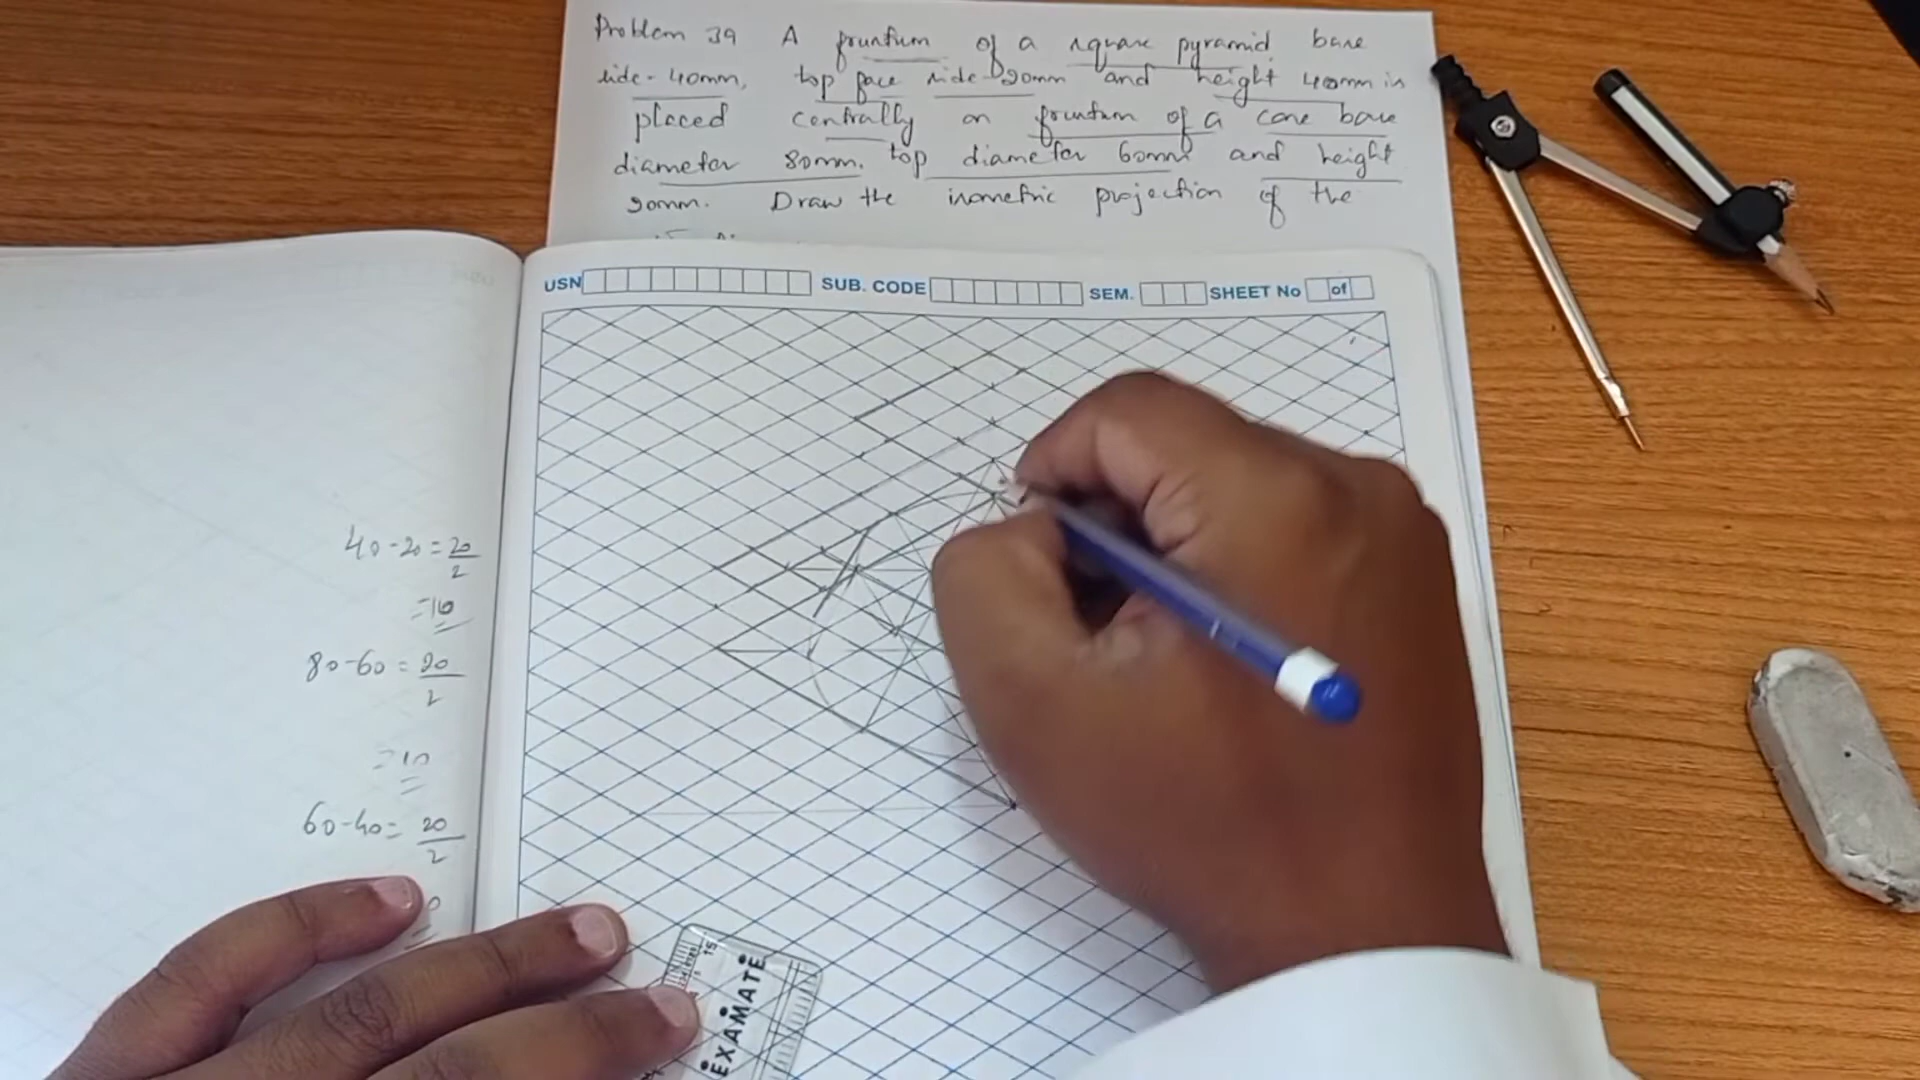 Problem 39 A fruntum of a square pyramid base
side-40mm, top face side-20mm and height 40mm is
placed centrally on fruntum of a cone base
diameter 80mm. top diameter 60mm and height
20mm. Draw the isometric projection of the
USN SUB. CODE SEM. SHEET No of
40-20=20
2
=10
80-60=20
2
=10
60-40=20
2
15
EXAMATE